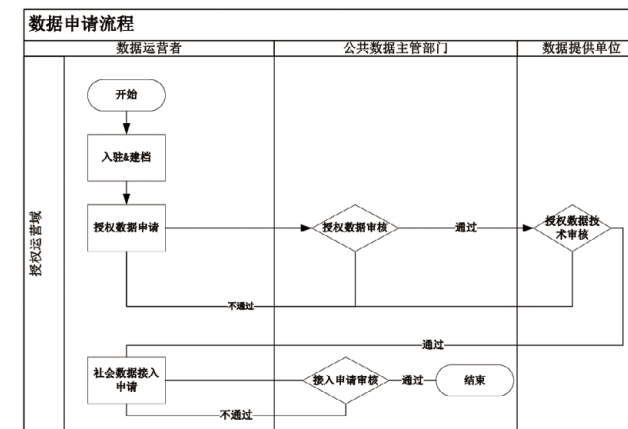 数据申请流程
数据运营者
公共数据主管部门
数据提供单位
授权运营域
开始
入驻&建档
授权数据申请
授权数据审核
通过
授权数据技
术审核
不通过
通过
社会数据接入
申请
接入申请审核
通过
结束
不通过